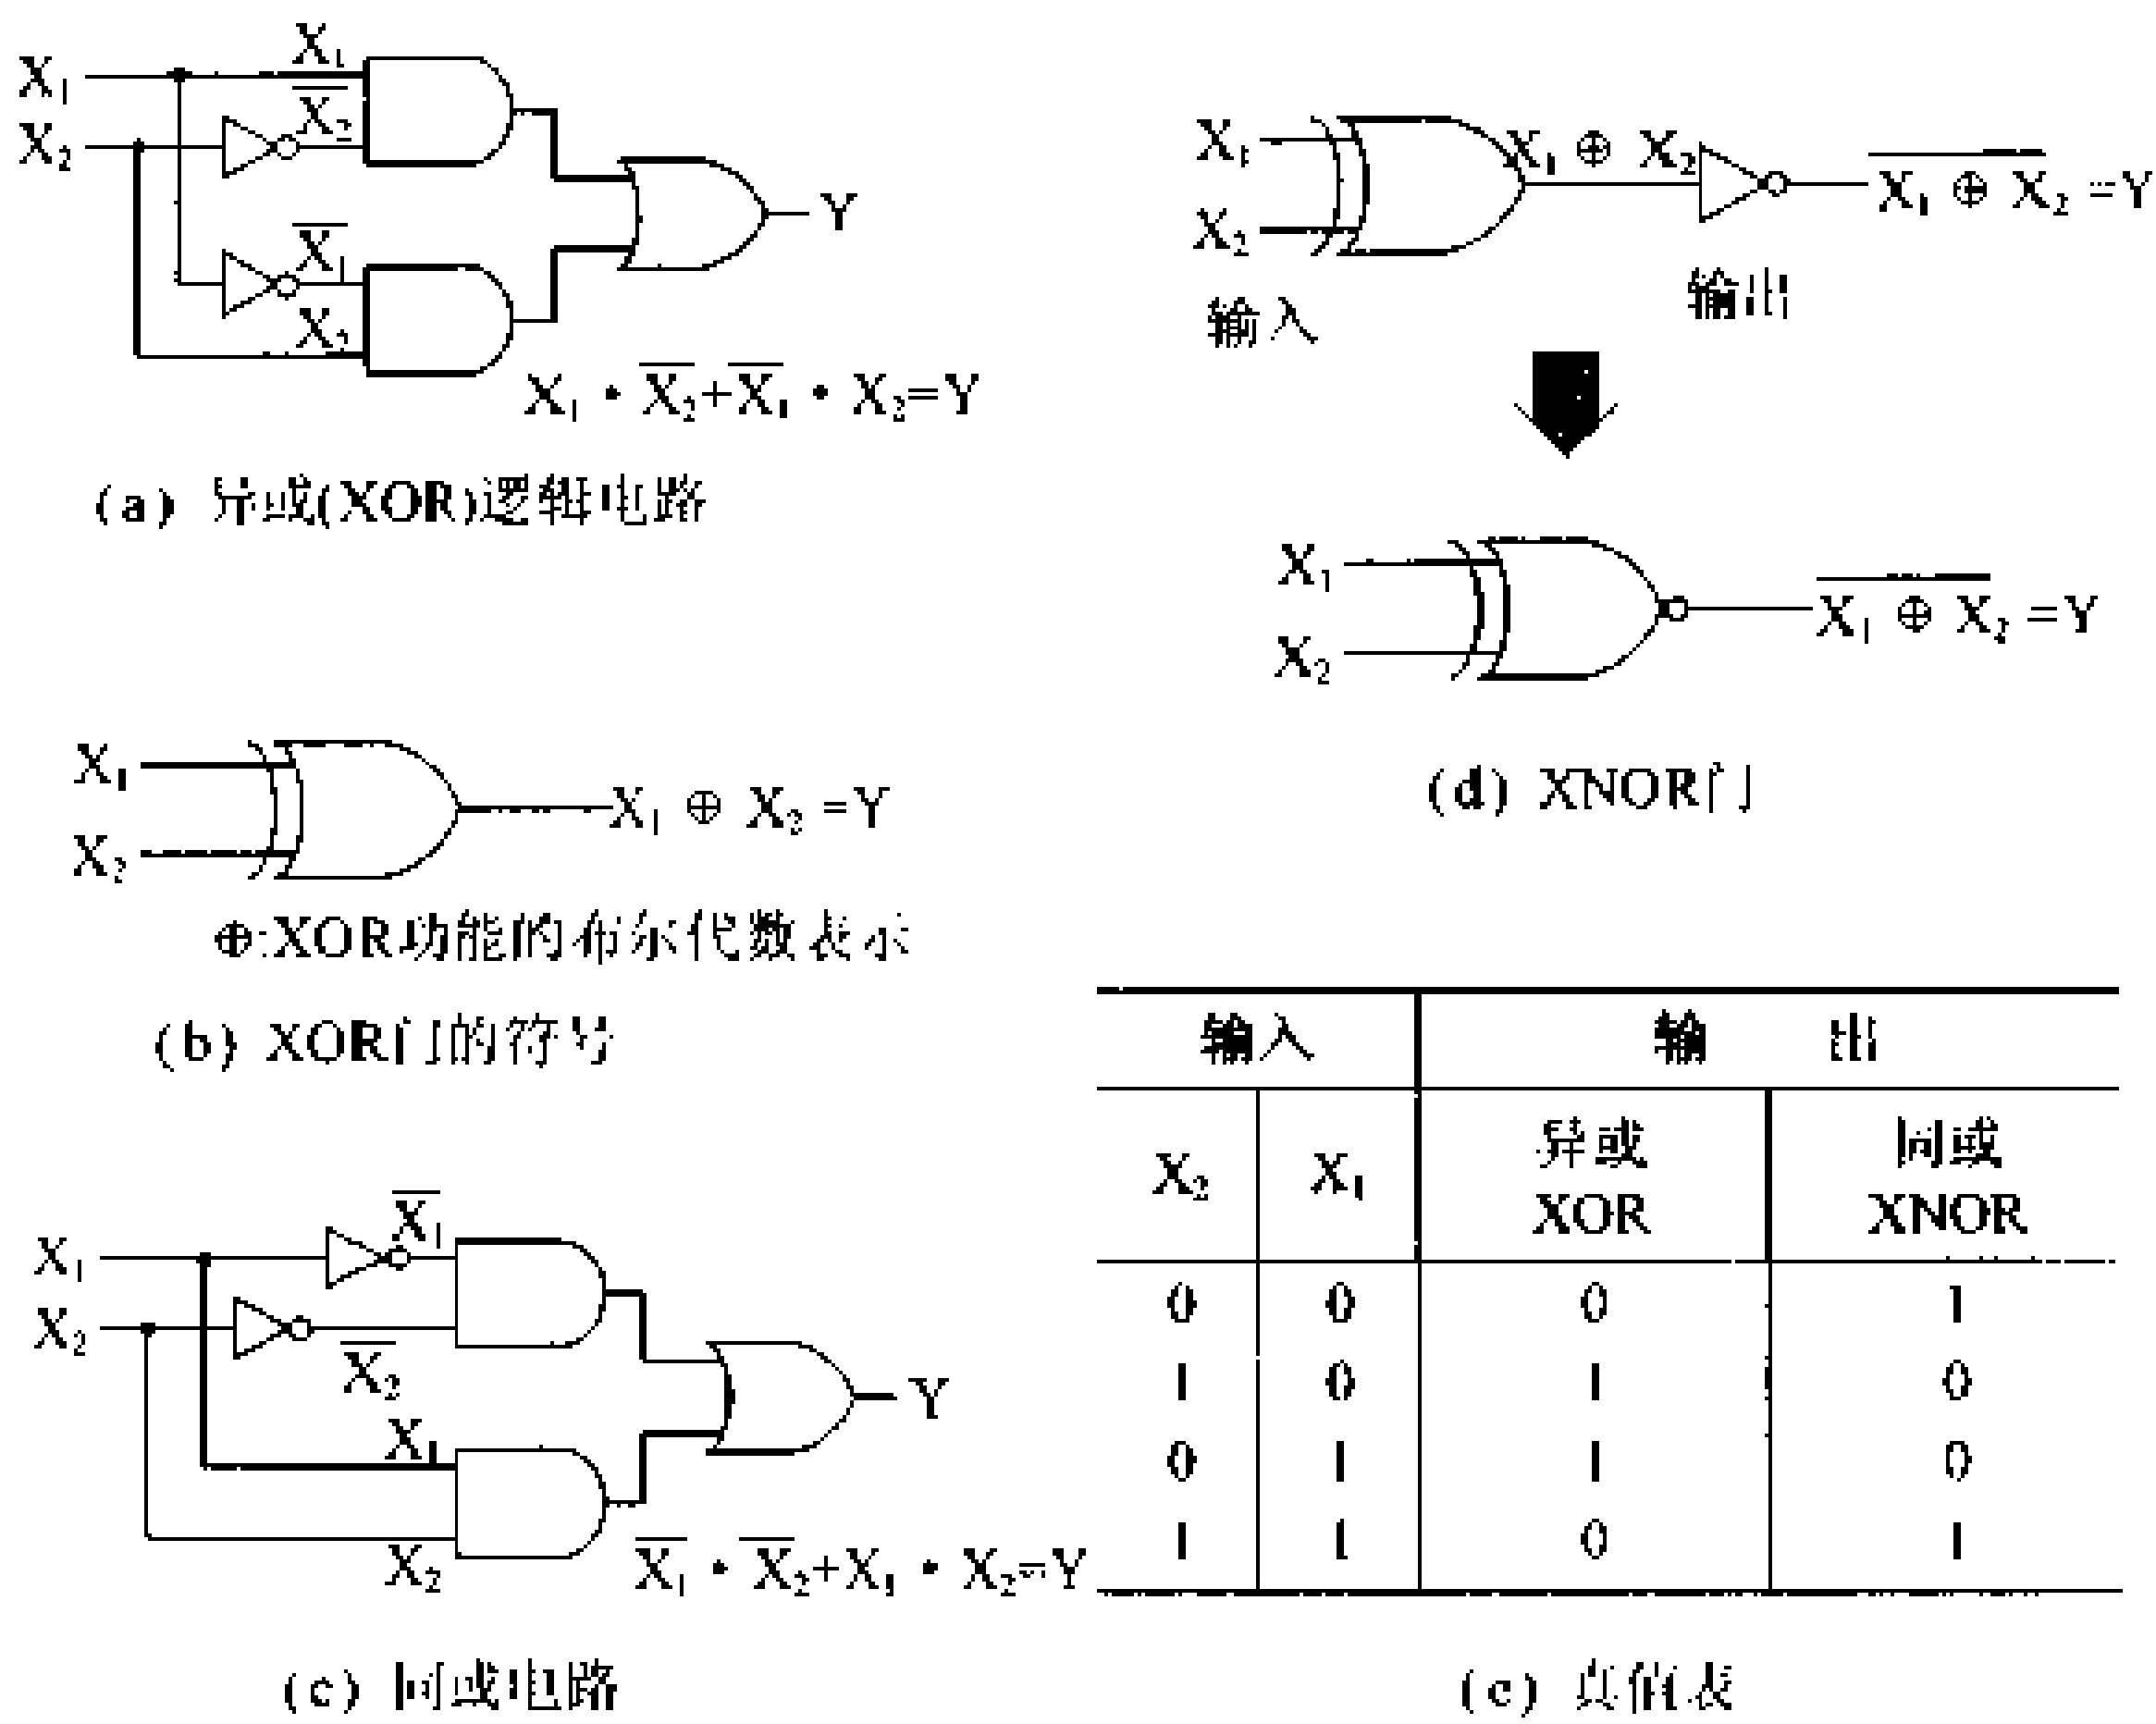 X₁
X₁
X̅₂
X₂
X̅₁
X₂
Y
X₁ · X̅₂+X̅₁ · X₂=Y
(a) 异或(XOR)逻辑电路
X₁
X₂
X₁ ⊕ X₂ =Y
⊕:XOR功能的布尔代数表示
(b) XOR门的符号
X₁
X̅₁
X₂
X̅₂
X₁
X₂
Y
X̅₁ · X̅₂+X₁ · X₂=Y
(c) 同或电路
X₁
X₂
X₁ ⊕ X₂
X̅₁̅ ̅⊕̅ ̅X̅₂ =Y
输入
输出
X₁
X₂
X̅₁̅ ̅⊕̅ ̅X̅₂ =Y
(d) XNOR门
输入 输 出
X₂ X₁ 异或 XOR 同或 XNOR
0 0 0 1
1 0 1 0
0 1 1 0
1 1 0 1
(e) 真值表